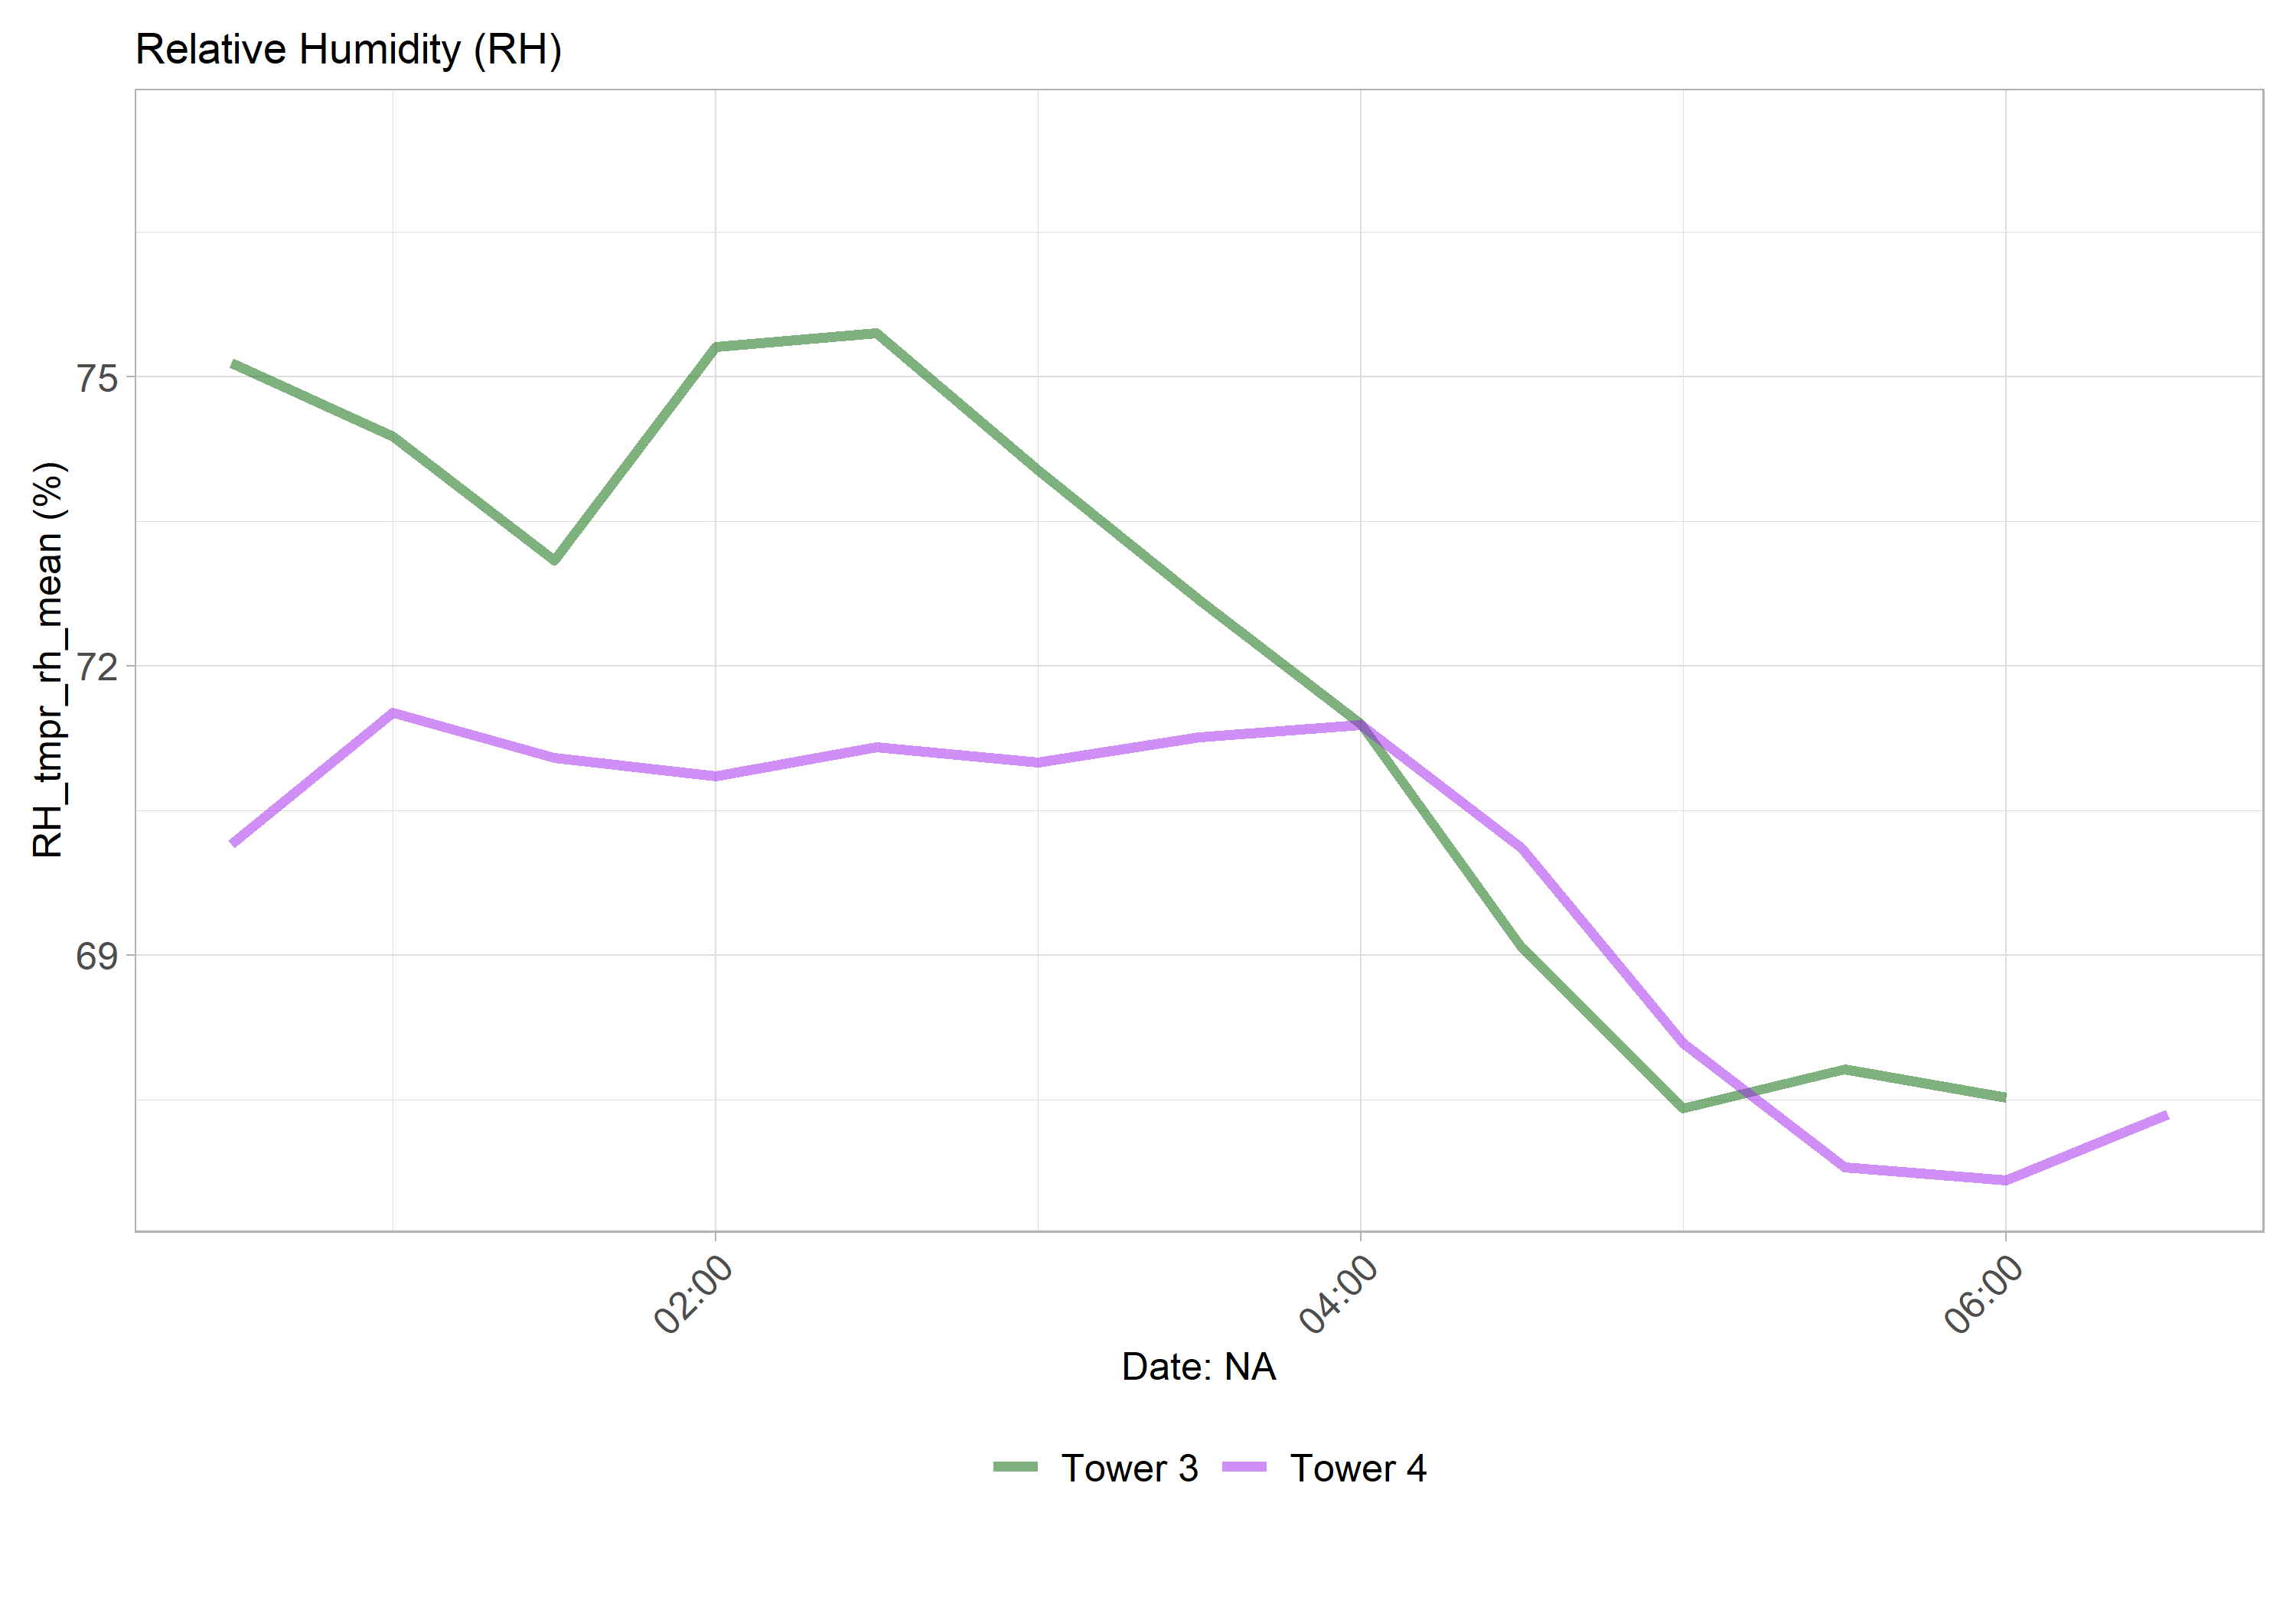 Relative Humidity (RH)
RH_tmpr_rh_mean (%)
75
72
69
02:00
04:00
06:00
Date: NA
Tower 3
Tower 4